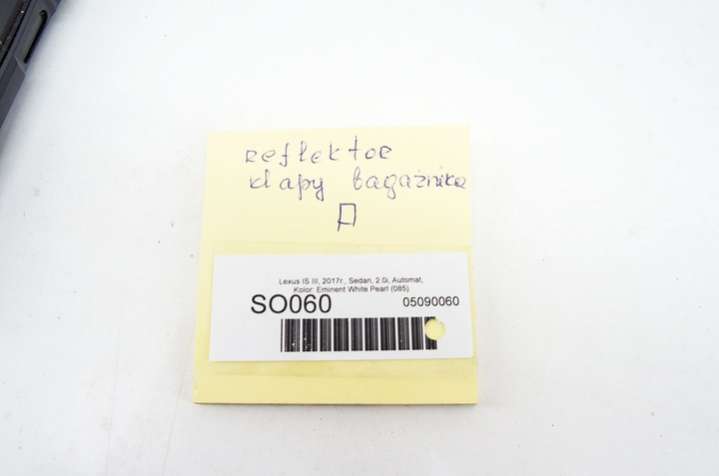 reflektor
klapy bagażnika
П
Lexus IS III, 2017r., Sedan, 2.0i, Automat,
Kolor: Eminent White Pearl (085)
SO060 05090060